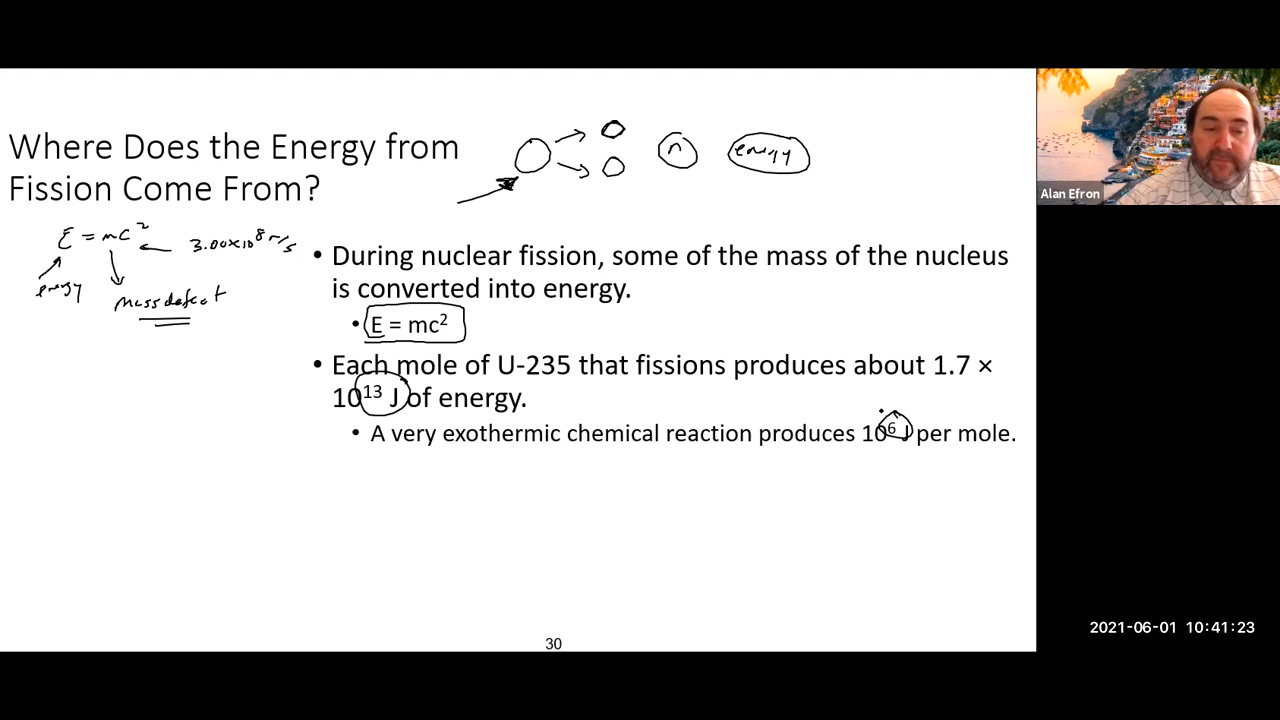 Where Does the Energy from
Fission Come From?
n
energy
E = mc²
3.00×10⁸ m/s
energy
mass defect
• During nuclear fission, some of the mass of the nucleus
is converted into energy.
• E = mc²
• Each mole of U-235 that fissions produces about 1.7 ×
10¹³ J of energy.
• A very exothermic chemical reaction produces 10⁶ J per mole.
30
Alan Efron
2021-06-01 10:41:23